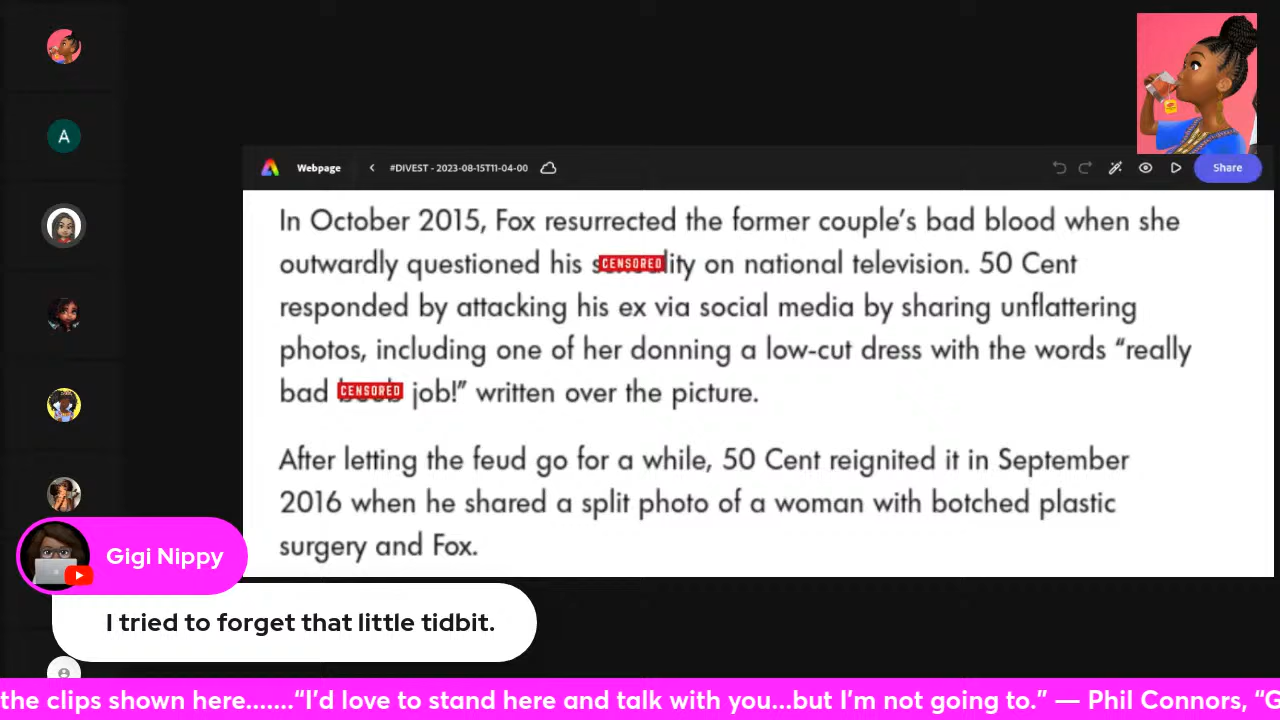 A
Webpage
#DIVEST - 2023-08-15T11-04-00
Share
In October 2015, Fox resurrected the former couple's bad blood when she
outwardly questioned his s CENSORED lity on national television. 50 Cent
responded by attacking his ex via social media by sharing unflattering
photos, including one of her donning a low-cut dress with the words “really
bad CENSORED job!” written over the picture.
After letting the feud go for a while, 50 Cent reignited it in September
2016 when he shared a split photo of a woman with botched plastic
surgery and Fox.
Gigi Nippy
I tried to forget that little tidbit.
the clips shown here.......“I'd love to stand here and talk with you...but I'm not going to.” — Phil Connors, “G